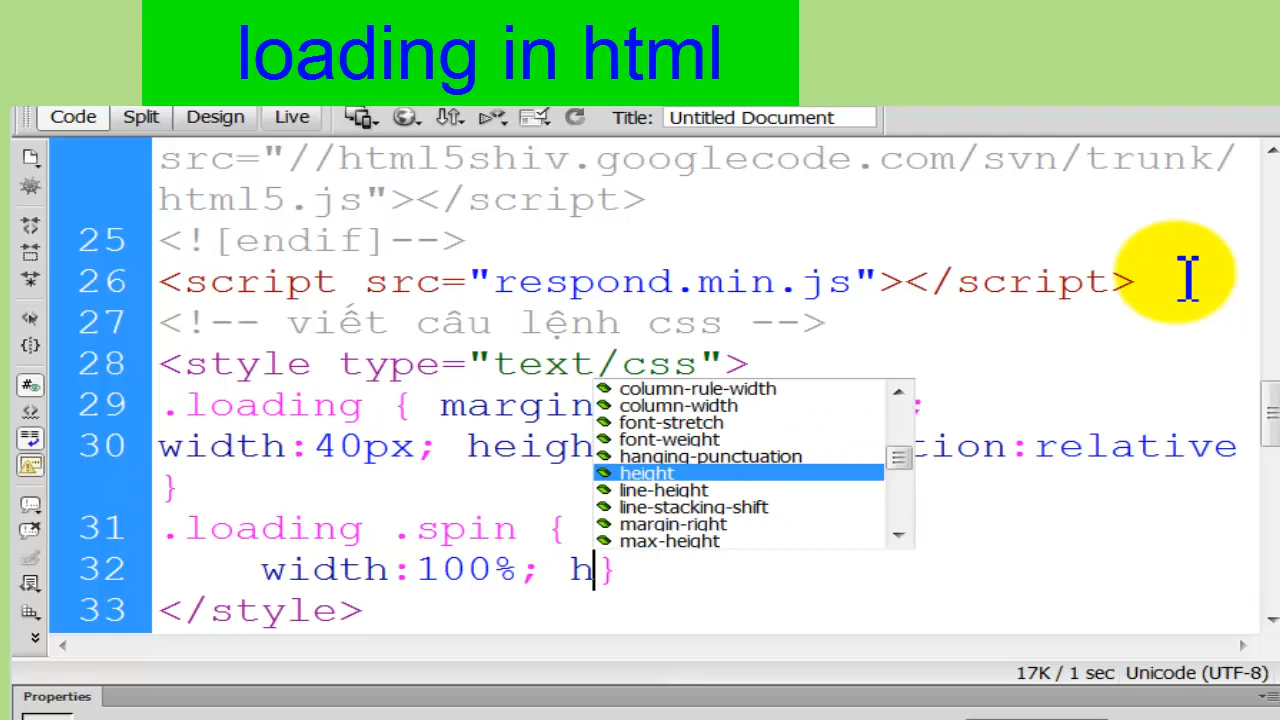 loading in html
Code Split Design Live Title: Untitled Document
src="//html5shiv.googlecode.com/svn/trunk/
html5.js"></script>
25 <![endif]-->
26 <script src="respond.min.js"></script>
27 <!-- viết câu lệnh css -->
28 <style type="text/css">
29 .loading { margin ;
30 width:40px; heigh tion:relative
}
31 .loading .spin {
32 width:100%; h}
33 </style>
column-rule-width
column-width
font-stretch
font-weight
hanging-punctuation
height
line-height
line-stacking-shift
margin-right
max-height
17K / 1 sec Unicode (UTF-8)
Properties